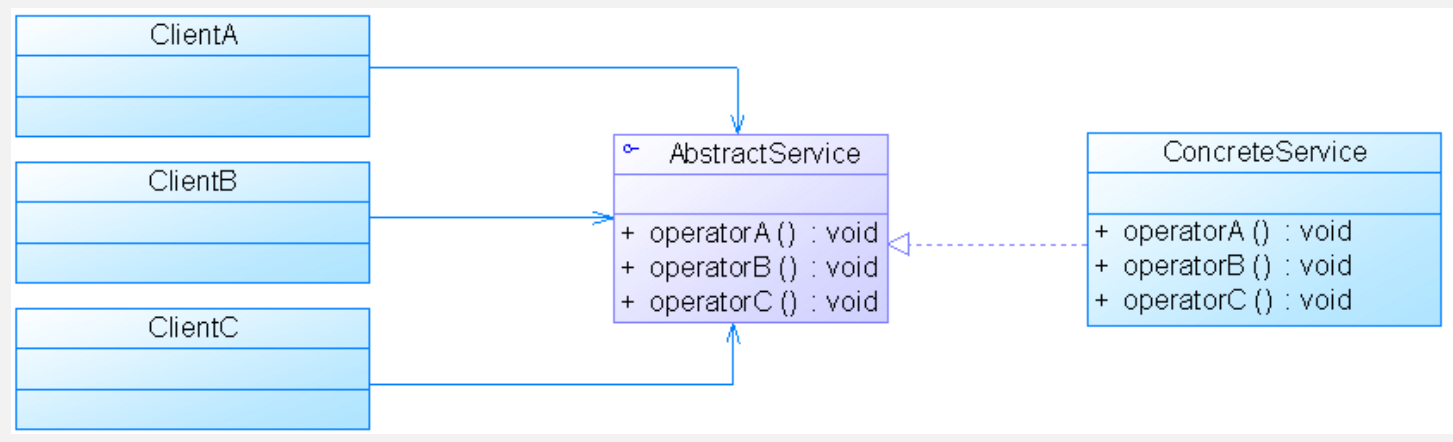 ClientA
ClientB
ClientC
AbstractService
+ operatorA () : void
+ operatorB () : void
+ operatorC () : void
ConcreteService
+ operatorA () : void
+ operatorB () : void
+ operatorC () : void